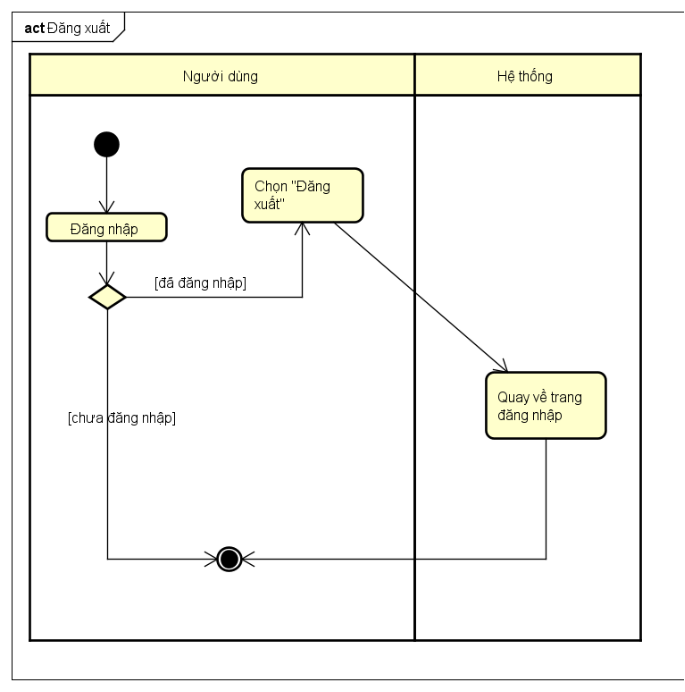 act Đăng xuất
Người dùng
Hệ thống
Đăng nhập
Chọn "Đăng
xuất"
[đã đăng nhập]
Quay về trang
đăng nhập
[chưa đăng nhập]